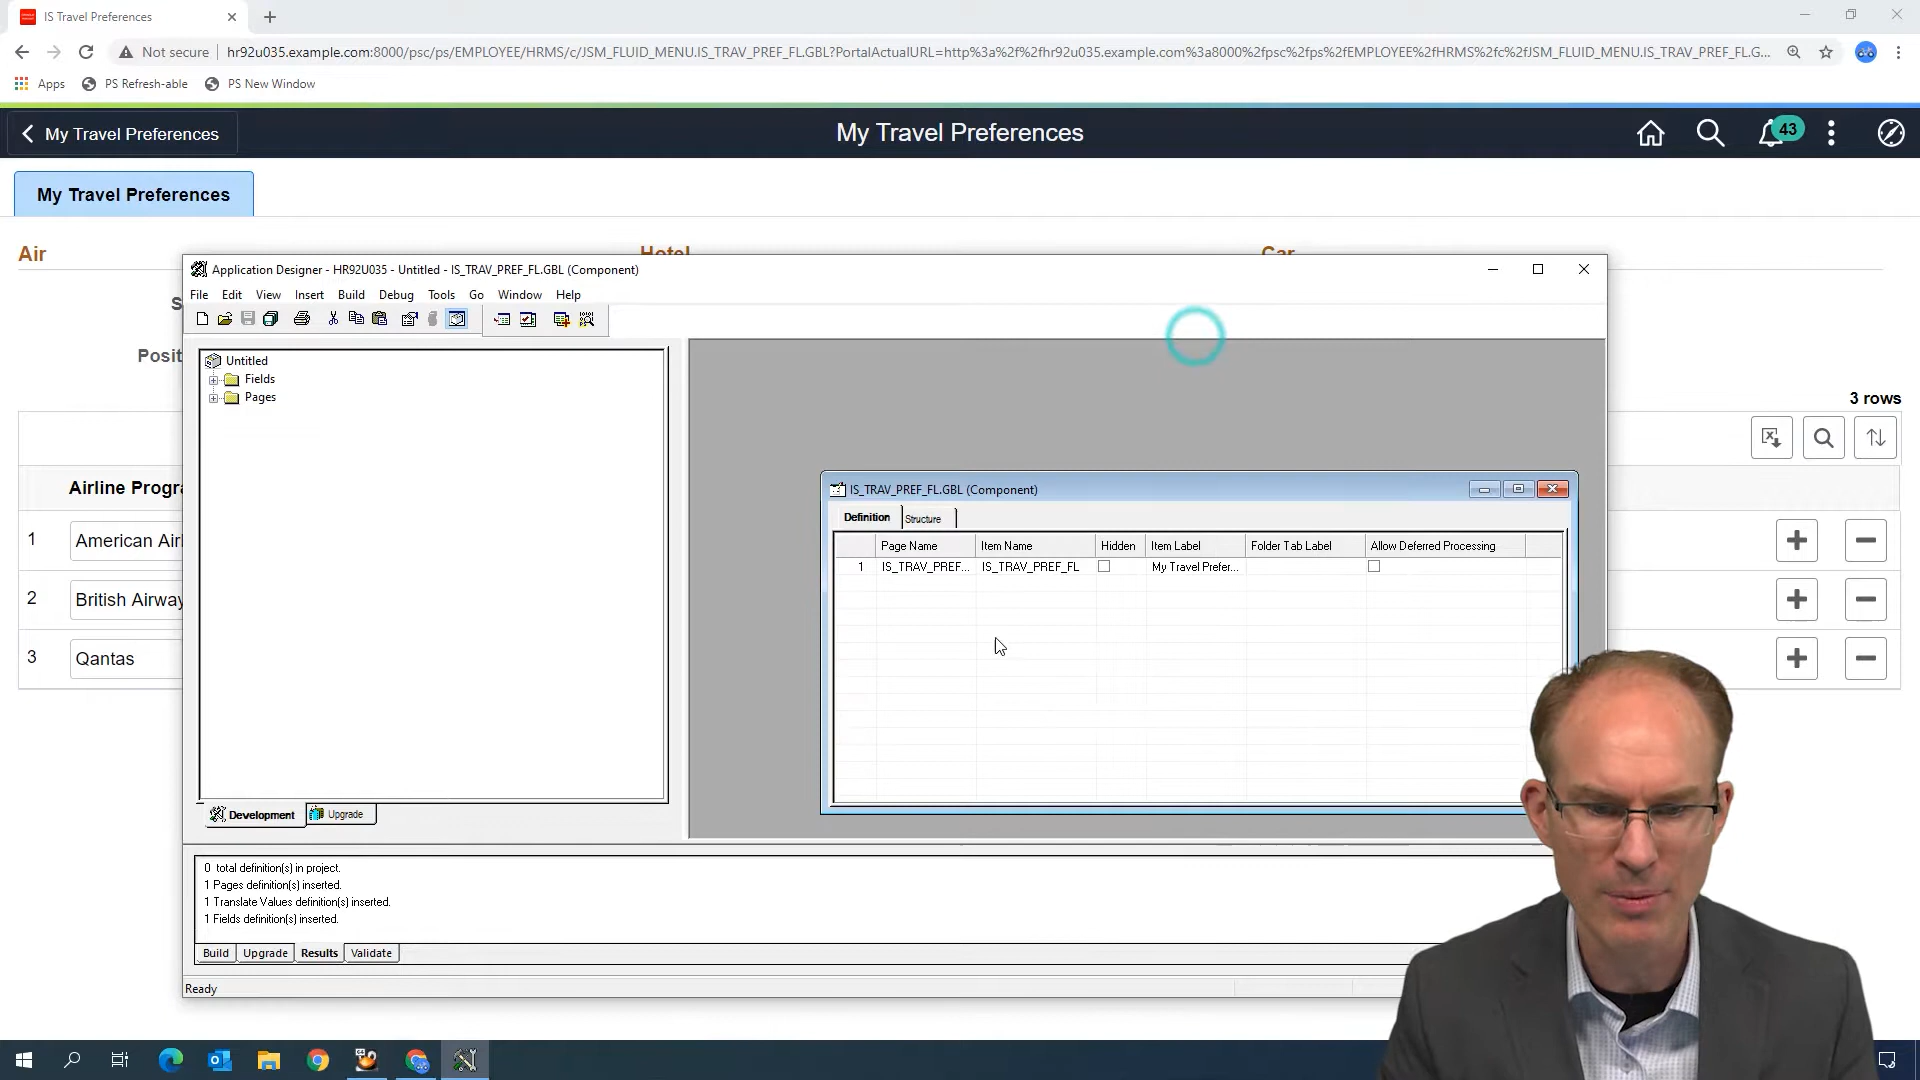 IS Travel Preferences
Not secure
hr92u035.example.com:8000/psc/ps/EMPLOYEE/HRMS/c/JSM_FLUID_MENU.IS_TRAV_PREF_FL.GBL?PortalActualURL=http%3a%2f%2fhr92u035.example.com%3a8000%2fpsc%2fps%2fEMPLOYEE%2fHRMS%2fc%2fJSM_FLUID_MENU.IS_TRAV_PREF_FL.G...
Apps PS Refresh-able PS New Window
My Travel Preferences
My Travel Preferences
43
My Travel Preferences
Air Hotel Car
Application Designer - HR92U035 - Untitled - IS_TRAV_PREF_FL.GBL (Component)
File Edit View Insert Build Debug Tools Go Window Help
S
Posit
Untitled
Fields
Pages
3 rows
IS_TRAV_PREF_FL.GBL (Component)
Definition Structure
Page Name Item Name Hidden Item Label Folder Tab Label Allow Deferred Processing
1 IS_TRAV_PREF... IS_TRAV_PREF_FL My Travel Prefer...
Airline Progra
1 American Airl
2 British Airway
3 Qantas
Development Upgrade
0 total definition(s) in project.
1 Pages definition(s) inserted.
1 Translate Values definition(s) inserted.
1 Fields definition(s) inserted.
Build Upgrade Results Validate
Ready